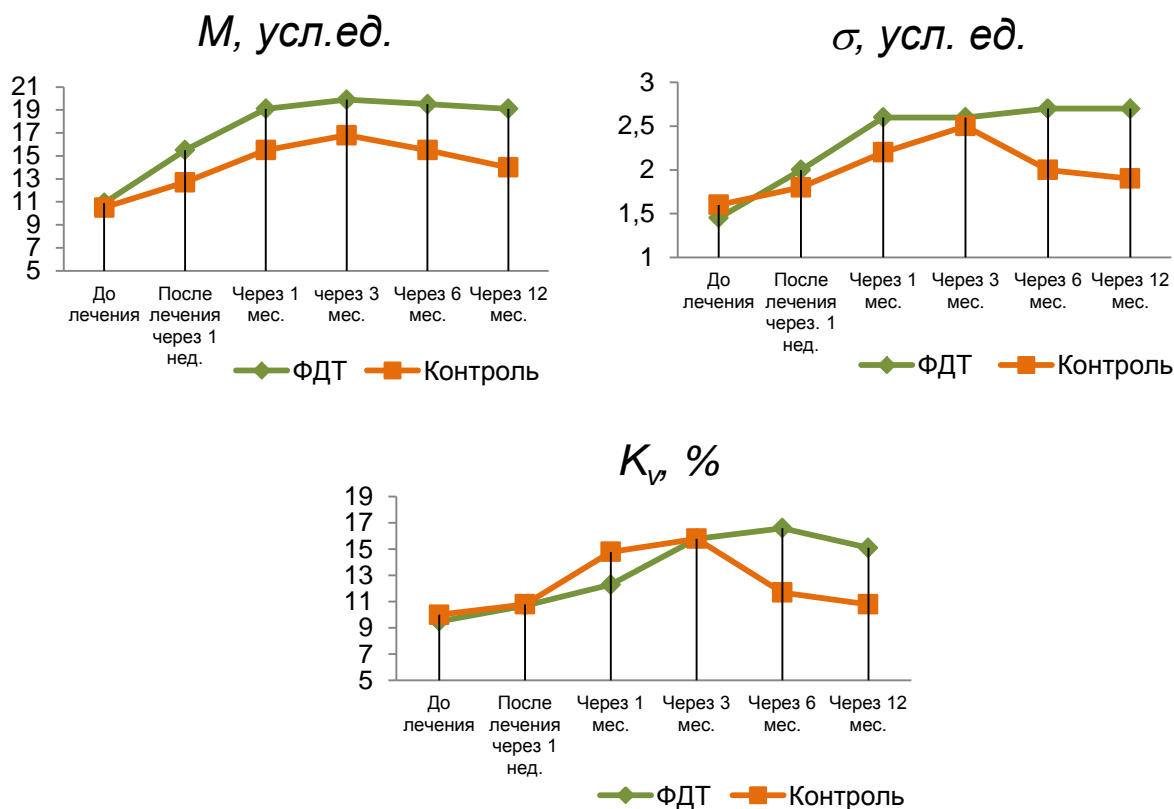 M, усл.ед.
21
19
17
15
13
11
9
7
5
До
лечения
После
лечения
через 1
нед.
Через 1
мес.
через 3
мес.
Через 6
мес.
Через 12
мес.
ФДТ
Контроль
σ, усл. ед.
3
2,5
2
1,5
1
До
лечения
После
лечения
через. 1
нед.
Через 1
мес.
Через 3
мес.
Через 6
мес.
Через 12
мес.
ФДТ
Контроль
Kv, %
19
17
15
13
11
9
7
5
До
лечения
После
лечения
через 1
нед.
Через 1
мес.
Через 3
мес.
Через 6
мес.
Через 12
мес.
ФДТ
Контроль